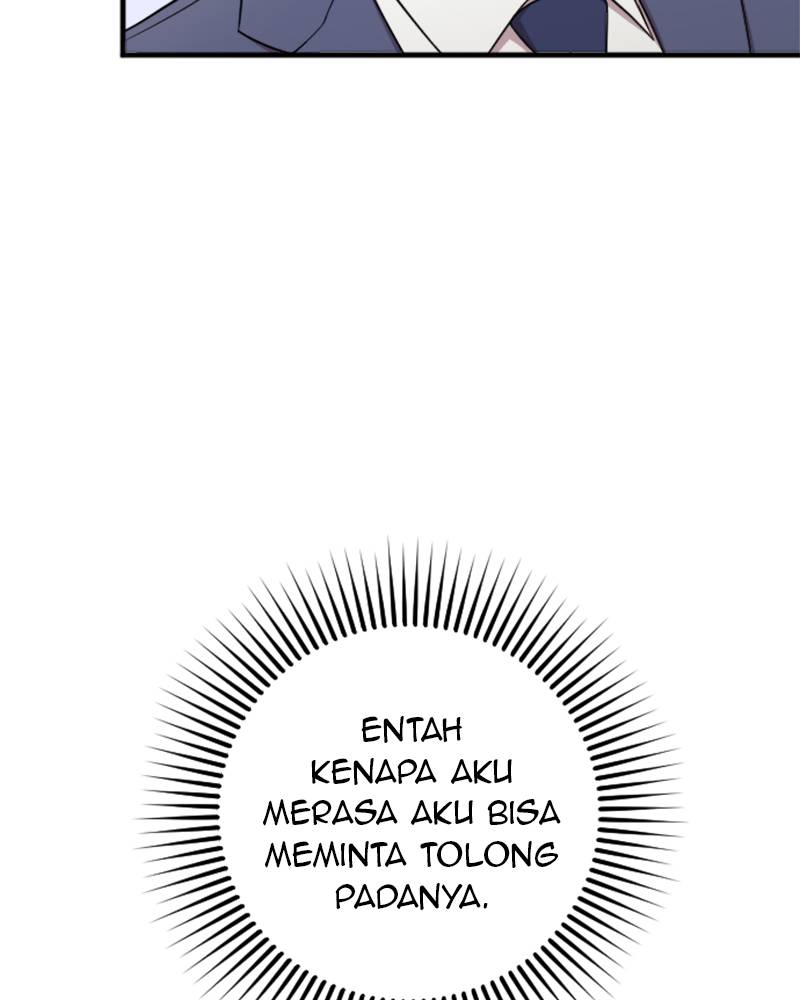 ENTAH
KENAPA AKU
MERASA AKU BISA
MEMINTA TOLONG
PADANYA.